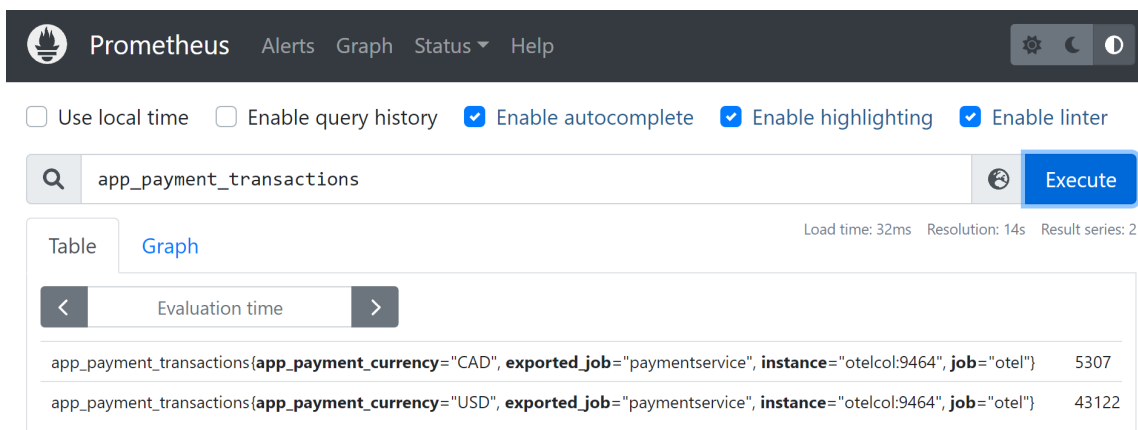 Prometheus Alerts Graph Status Help
Use local time Enable query history Enable autocomplete Enable highlighting Enable linter
app_payment_transactions Execute
Load time: 32ms Resolution: 14s Result series: 2
Table Graph
Evaluation time
app_payment_transactions{app_payment_currency="CAD", exported_job="paymentservice", instance="otelcol:9464", job="otel"} 5307
app_payment_transactions{app_payment_currency="USD", exported_job="paymentservice", instance="otelcol:9464", job="otel"} 43122